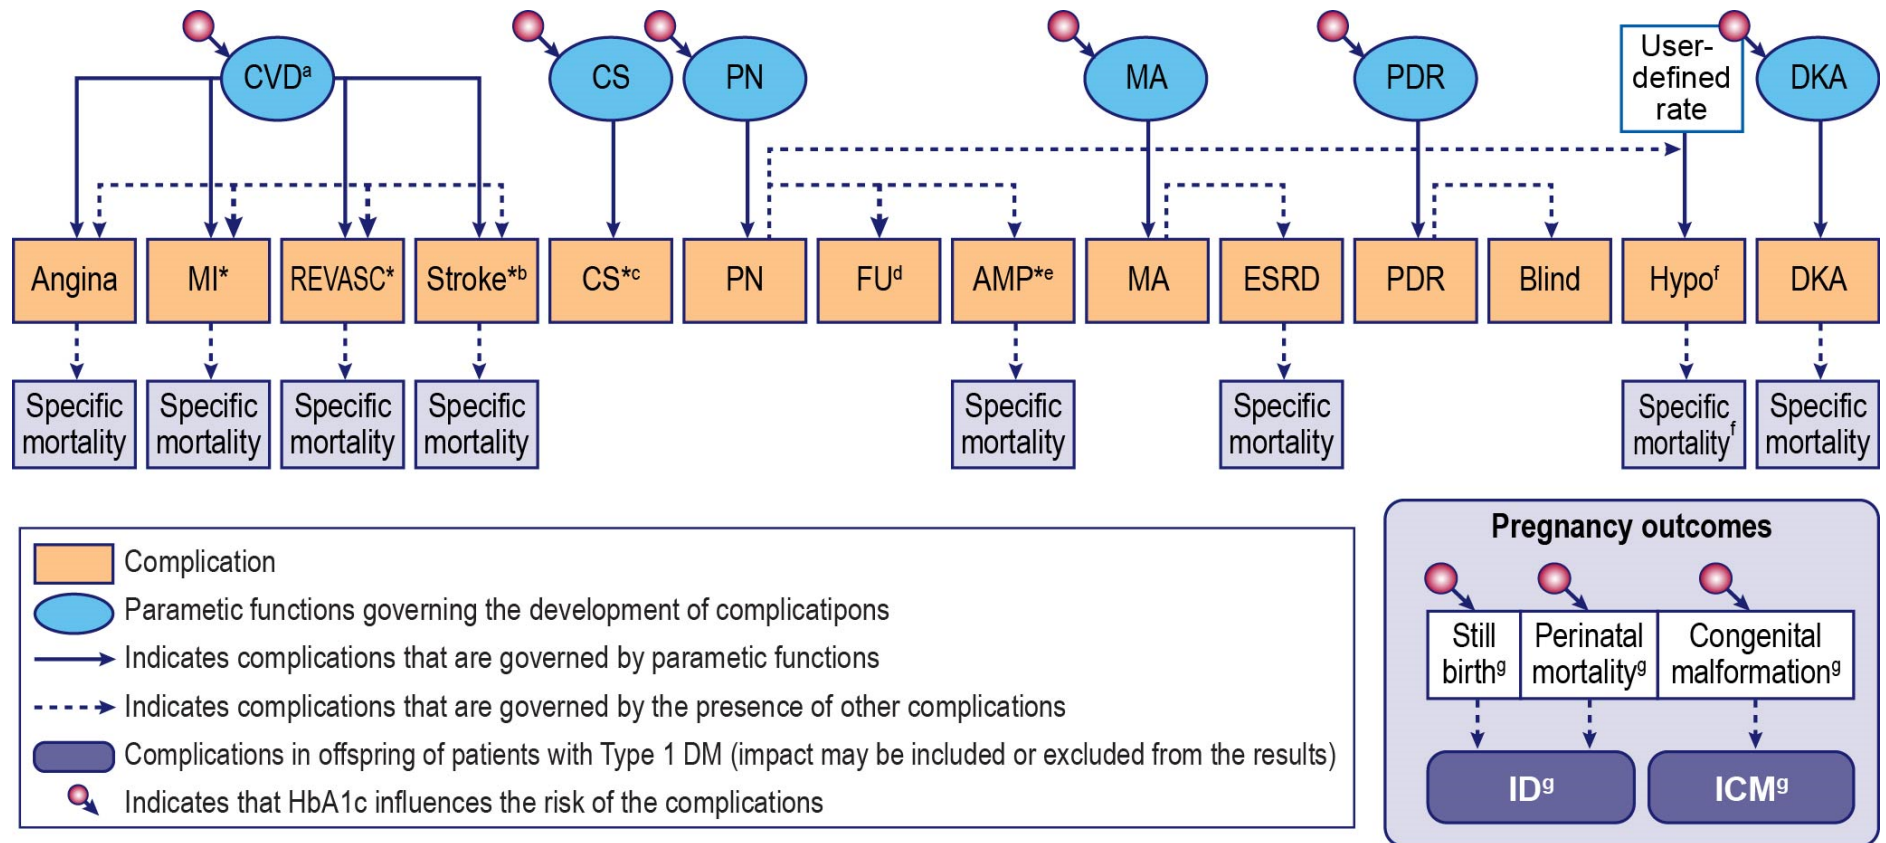 CVDᵃ
CS
PN
MA
PDR
User-
defined
rate
DKA
Angina
MI*
REVASC*
Stroke*ᵇ
CS*ᶜ
PN
FUᵈ
AMP*ᵉ
MA
ESRD
PDR
Blind
Hypoᶠ
DKA
Specific
mortality
Specific
mortality
Specific
mortality
Specific
mortality
Specific
mortality
Specific
mortality
Specific
mortalityᶠ
Specific
mortality
Complication
Parametic functions governing the development of complicatipons
Indicates complications that are governed by parametic functions
Indicates complications that are governed by the presence of other complications
Complications in offspring of patients with Type 1 DM (impact may be included or excluded from the results)
Indicates that HbA1c influences the risk of the complications
Pregnancy outcomes
Still
birthᵍ
Perinatal
mortalityᵍ
Congenital
malformationᵍ
IDᵍ
ICMᵍ